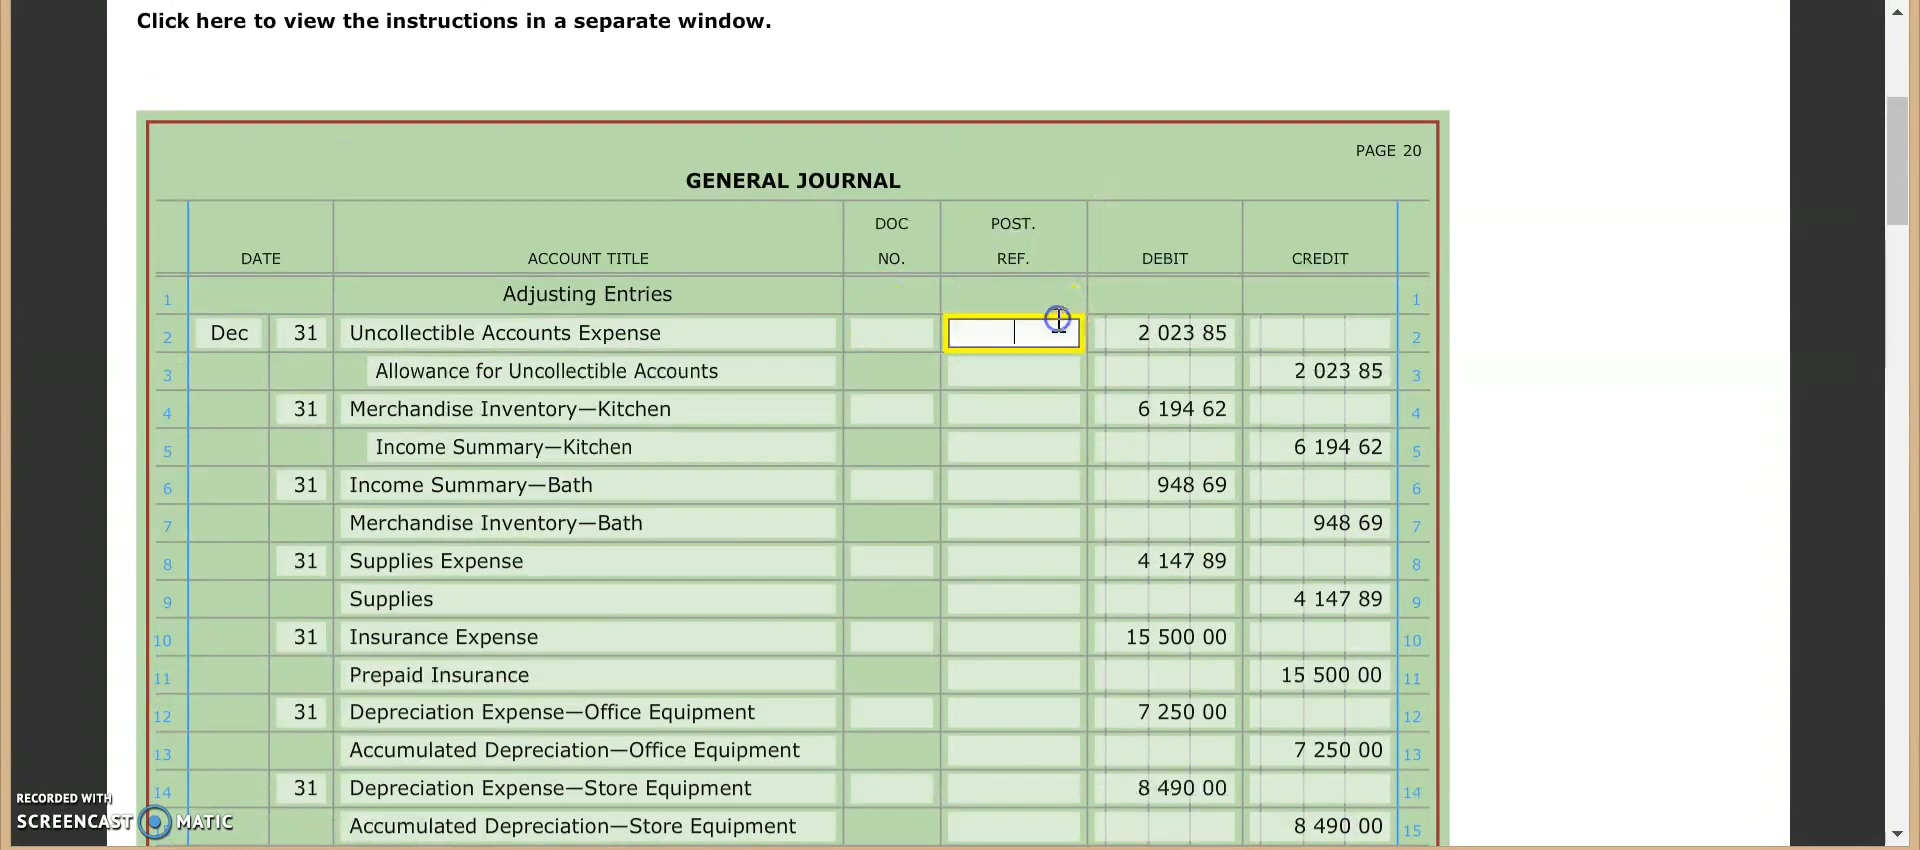 Click here to view the instructions in a separate window.
PAGE 20
GENERAL JOURNAL
DOC POST.
DATE ACCOUNT TITLE NO. REF. DEBIT CREDIT
1 Adjusting Entries 1
2 Dec 31 Uncollectible Accounts Expense 2 023 85 2
3 Allowance for Uncollectible Accounts 2 023 85 3
4 31 Merchandise Inventory—Kitchen 6 194 62 4
5 Income Summary—Kitchen 6 194 62 5
6 31 Income Summary—Bath 948 69 6
7 Merchandise Inventory—Bath 948 69 7
8 31 Supplies Expense 4 147 89 8
9 Supplies 4 147 89 9
10 31 Insurance Expense 15 500 00 10
11 Prepaid Insurance 15 500 00 11
12 31 Depreciation Expense—Office Equipment 7 250 00 12
13 Accumulated Depreciation—Office Equipment 7 250 00 13
14 31 Depreciation Expense—Store Equipment 8 490 00 14
Accumulated Depreciation—Store Equipment 8 490 00 15
RECORDED WITH
SCREENCAST MATIC